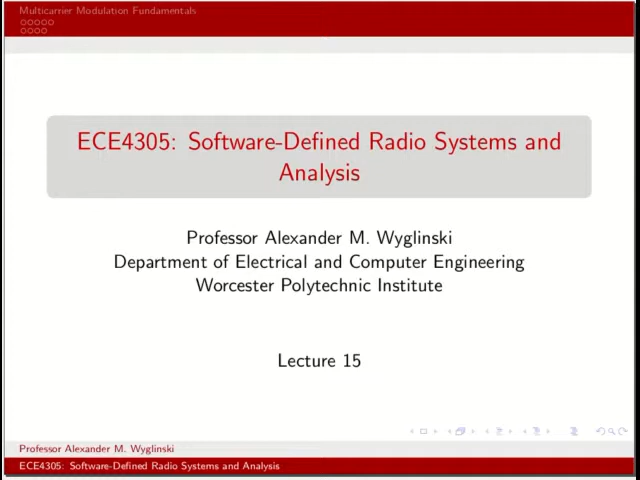 Multicarrier Modulation Fundamentals
ECE4305: Software-Defined Radio Systems and
Analysis
Professor Alexander M. Wyglinski
Department of Electrical and Computer Engineering
Worcester Polytechnic Institute
Lecture 15
Professor Alexander M. Wyglinski
ECE4305: Software-Defined Radio Systems and Analysis